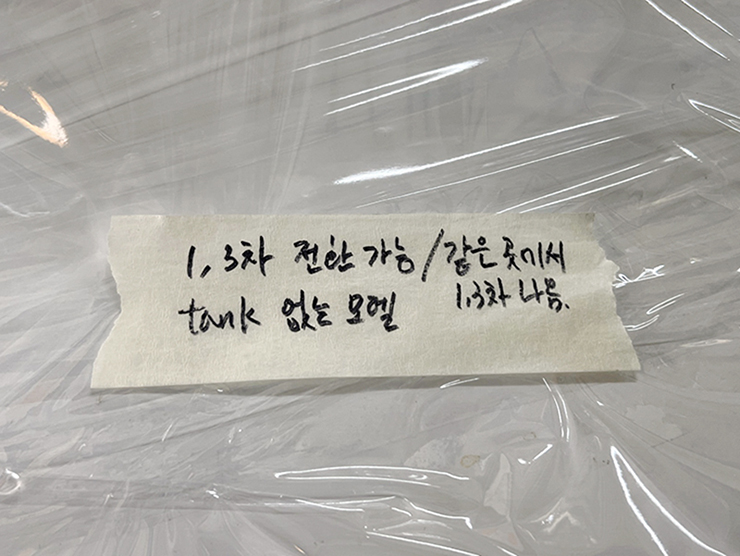 1, 3차 전환 가능 / 같은 곳에서
tank 없는 모델 1,3차 나옴.